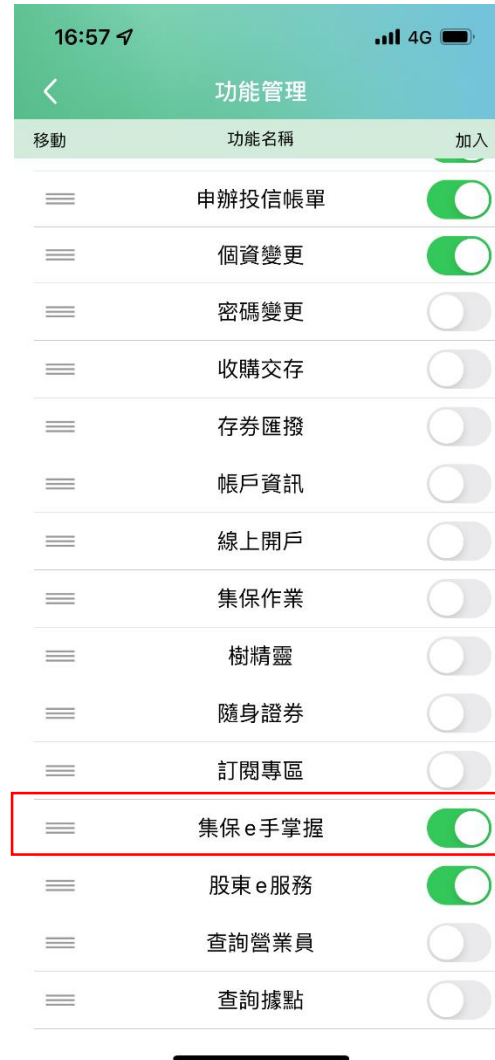 16:57 4G
功能管理
移動 功能名稱 加入
申辦投信帳單
個資變更
密碼變更
收購交存
存券匯撥
帳戶資訊
線上開戶
集保作業
樹精靈
隨身證券
訂閱專區
集保e手掌握
股東e服務
查詢營業員
查詢據點